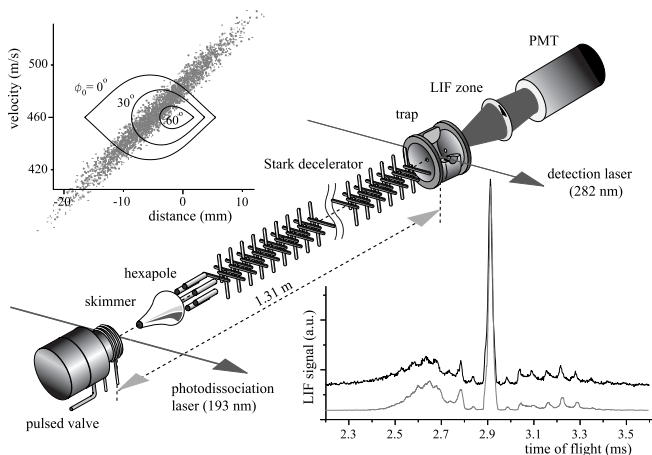 PMT
LIF zone
trap
detection laser
(282 nm)
Stark decelerator
1.31 m
hexapole
skimmer
photodissociation
laser (193 nm)
pulsed valve
velocity (m/s)
500
460
420
ϕ₀= 0°
30°
60°
-20 -10 0 10
distance (mm)
LIF signal (a.u.)
2.3 2.5 2.7 2.9 3.1 3.3 3.5
time of flight (ms)